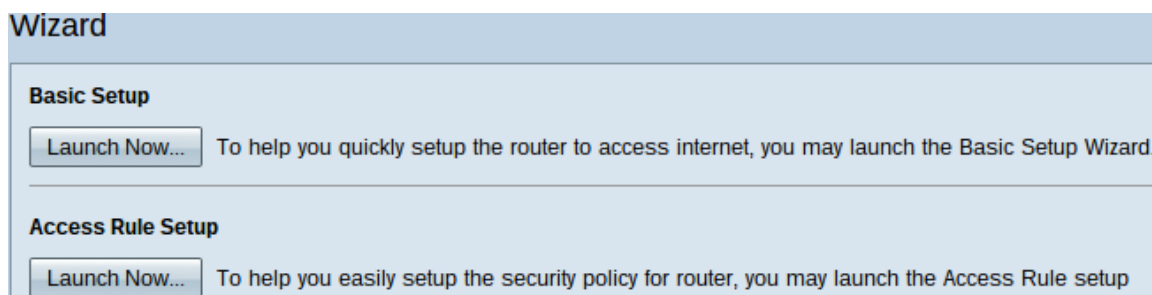 Wizard
Basic Setup
Launch Now... To help you quickly setup the router to access internet, you may launch the Basic Setup Wizard.
Access Rule Setup
Launch Now... To help you easily setup the security policy for router, you may launch the Access Rule setup